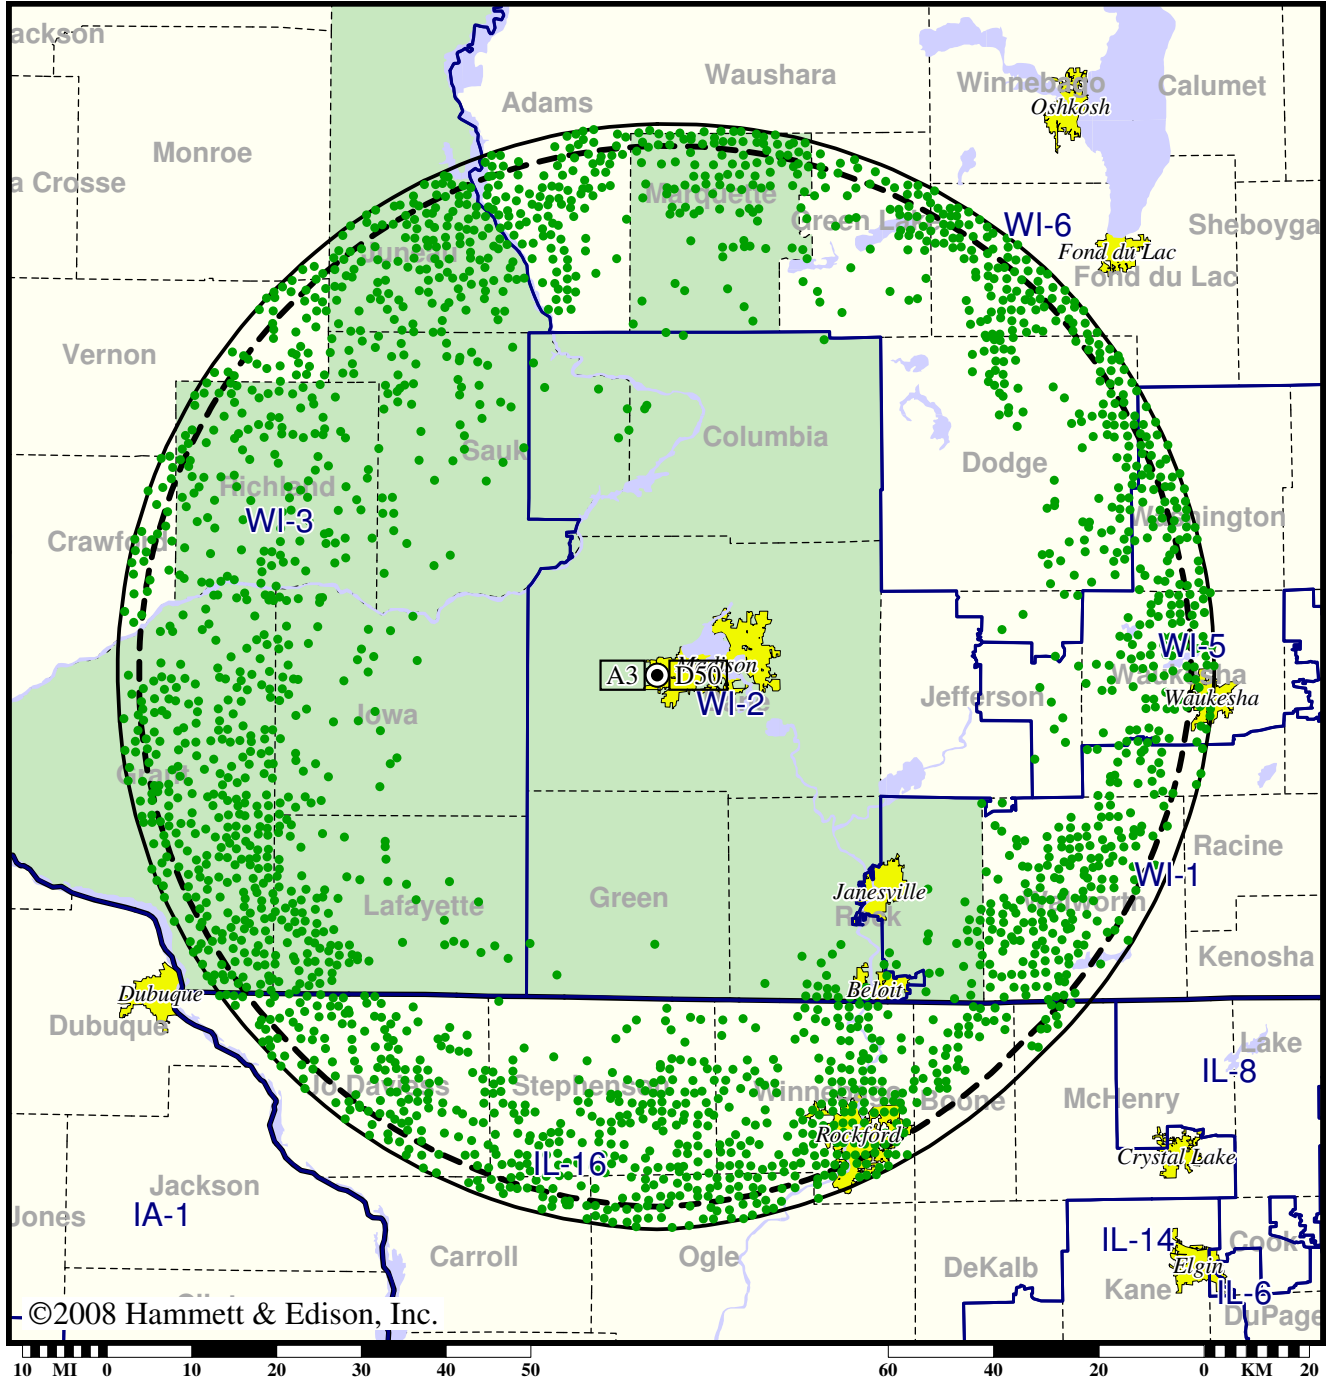 ackson
Waushara
Winnebago
Calumet
Oshkosh
Adams
Monroe
a Crosse
Marquette
Green Lake
WI-6
Sheboyga
Fond du Lac
Fond du Lac
Juneau
Vernon
Columbia
Sauk
Dodge
Richland
WI-3
Washington
Crawford
WI-5
A3
D50
Madison
Waukesha
Waukesha
WI-2
Jefferson
Iowa
Grant
Racine
WI-1
Janesville
Green
Lafayette
Walworth
Rock
Kenosha
Beloit
Dubuque
Dubuque
Lake
IL-8
Jo Daviess
Stephenson
Winnebago
Boone
McHenry
Rockford
Crystal Lake
IL-16
Jackson
Jones
IA-1
IL-14
Cook
Carroll
Ogle
DeKalb
Elgin
Kane
IL-6
©2008 Hammett & Edison, Inc.
DuPage
10 MI 0 10 20 30 40 50 60 40 20 0 KM 20